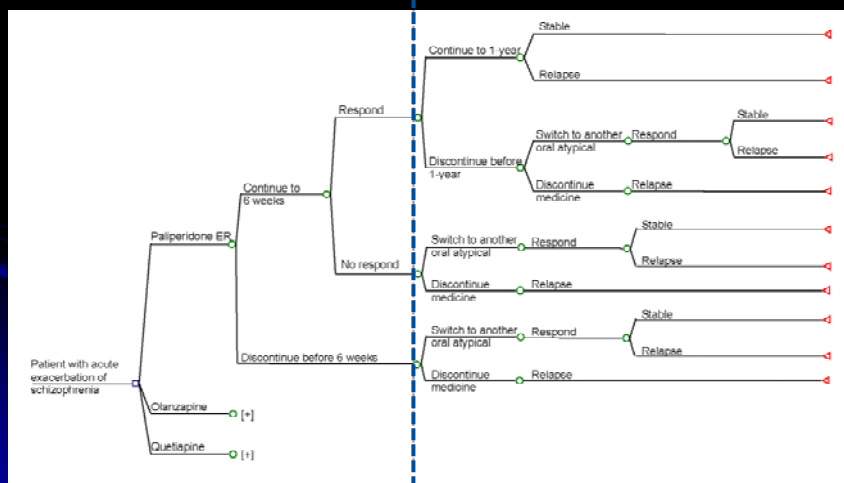 Stable
Continue to 1-year
Relapse
Respond
Stable
Switch to another
oral atypical
Respond
Relapse
Discontinue before
1-year
Discontinue
medicine
Relapse
Continue to
6 weeks
Paliperidone ER
Stable
Switch to another
oral atypical
Respond
Relapse
No respond
Discontinue
medicine
Relapse
Stable
Switch to another
oral atypical
Respond
Relapse
Discontinue before 6 weeks
Discontinue
medicine
Relapse
Patient with acute
exacerbation of
schizophrenia
Olanzapine
[+]
Quetiapine
[+]